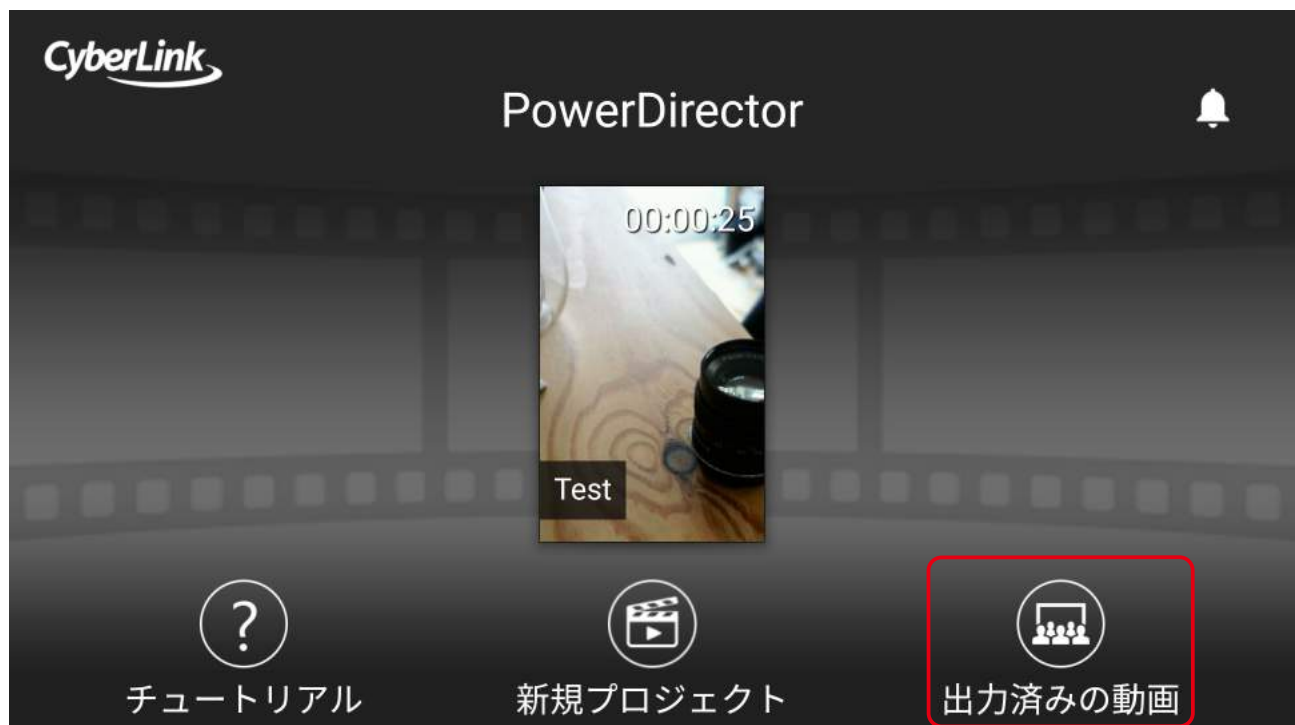 CyberLink
PowerDirector
00:00:25
Test
?
チュートリアル
新規プロジェクト
出力済みの動画